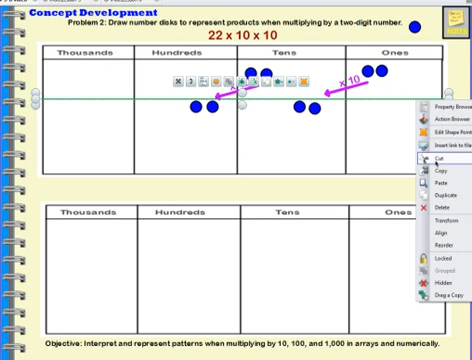 Concept Development
Problem 2: Draw number disks to represent products when multiplying by a two-digit number.
22 x 10 x 10
Thousands Hundreds Tens Ones
x 10
Property Browse
Action Browser
Edit Shape Point
Insert link to file
Cut
Copy
Paste
Duplicate
Delete
Transform
Align
Reorder
Locked
Grouped
Hidden
Drag a Copy
Thousands Hundreds Tens Ones
Objective: Interpret and represent patterns when multiplying by 10, 100, and 1,000 in arrays and numerically.